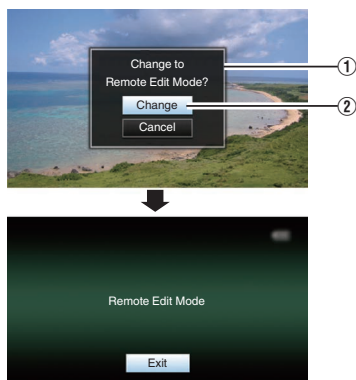 Change to
Remote Edit Mode?
①
Change
②
Cancel
Remote Edit Mode
Exit